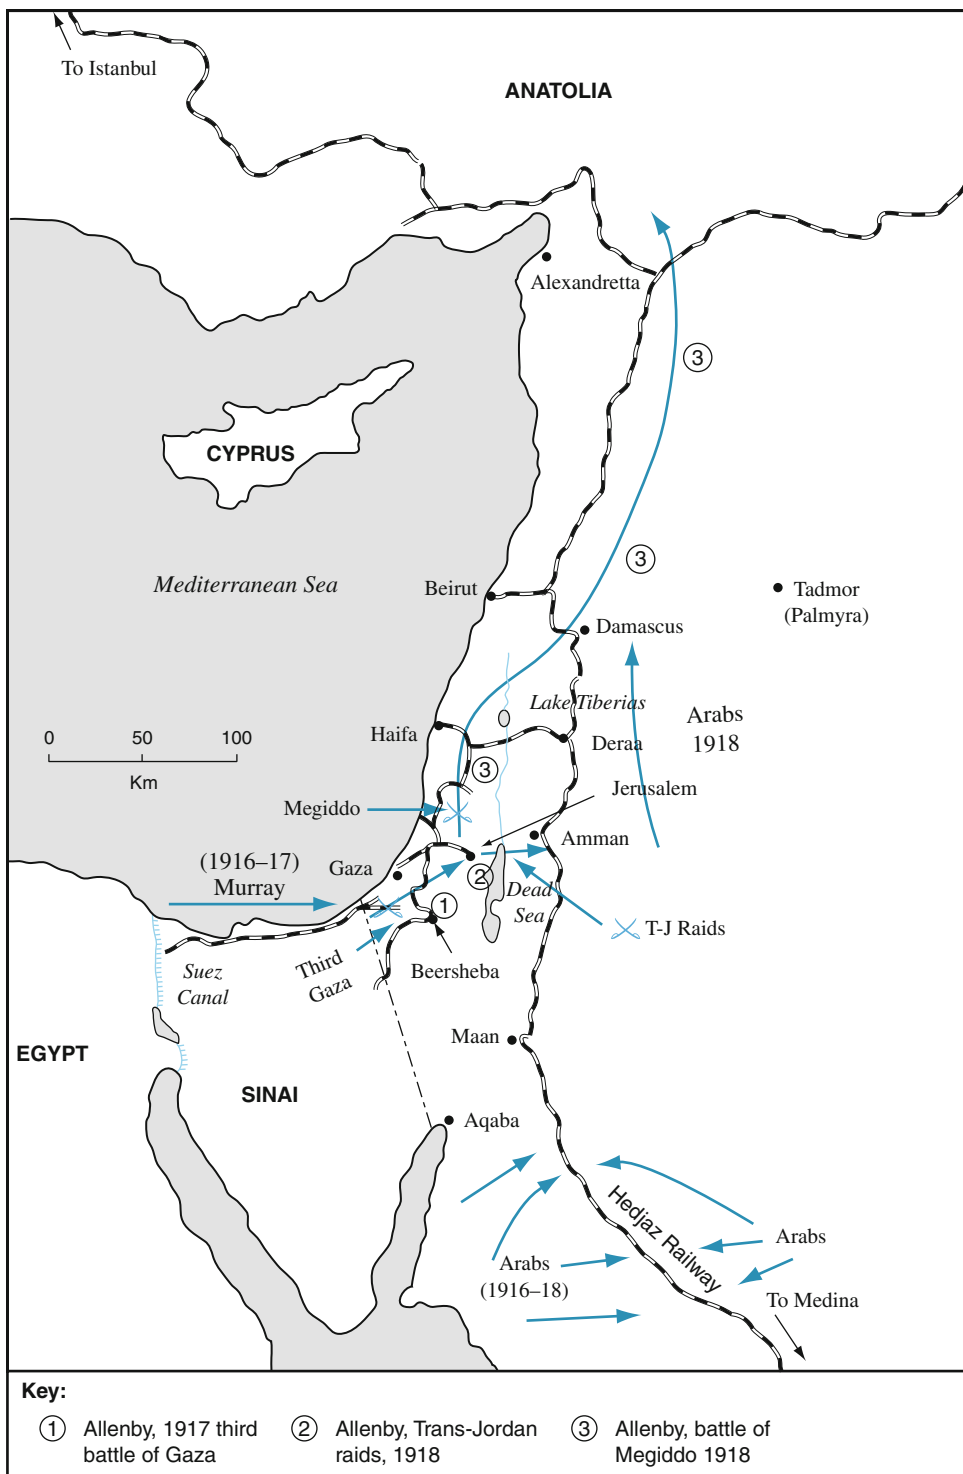 To Istanbul
ANATOLIA
Alexandretta
3
CYPRUS
3
Mediterranean Sea
Beirut
Tadmor
(Palmyra)
Damascus
Lake Tiberias
Arabs
1918
Haifa
Deraa
0 50 100
Km
3
Jerusalem
Megiddo
Amman
(1916–17)
Murray
Gaza
2
Dead
Sea
1
T-J Raids
Third
Gaza
Beersheba
Suez
Canal
Maan
EGYPT
SINAI
Aqaba
Hedjaz Railway
Arabs
Arabs
(1916–18)
To Medina
Key:
1 Allenby, 1917 third
battle of Gaza
2 Allenby, Trans-Jordan
raids, 1918
3 Allenby, battle of
Megiddo 1918